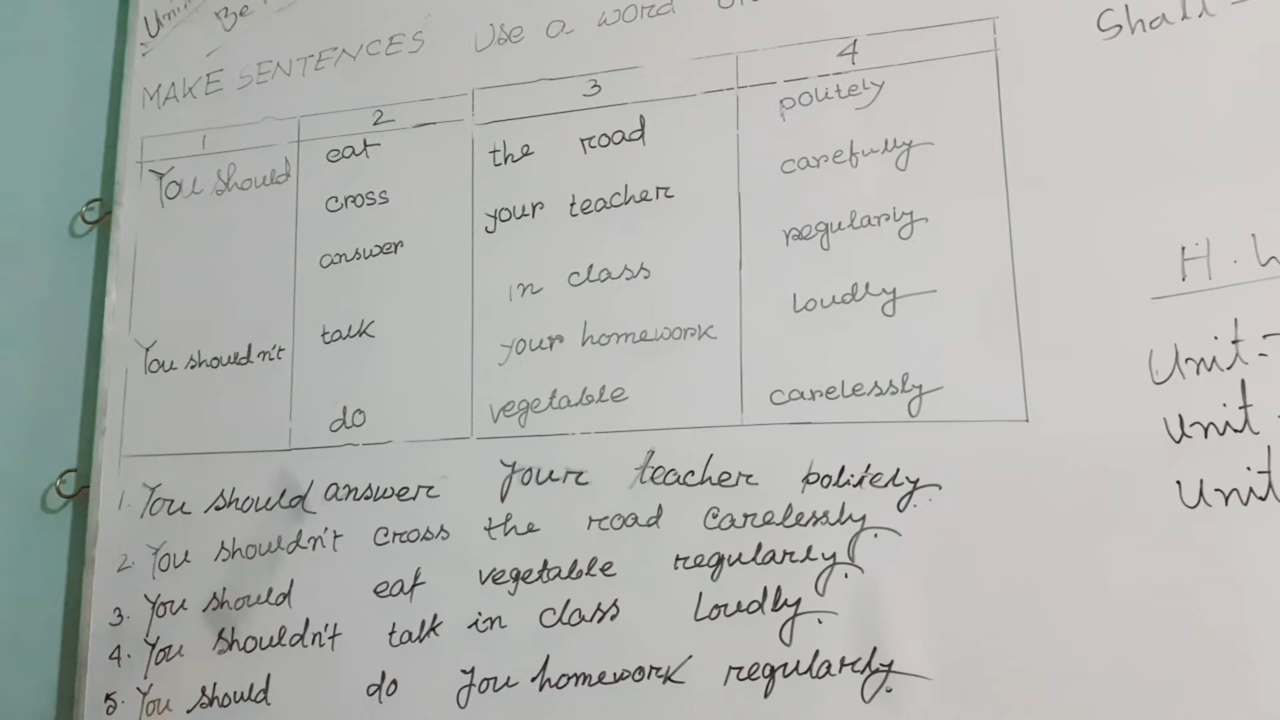 Be
Shall -
MAKE SENTENCES Use a word
1 2 3 4
You should eat the road politely
cross your teacher carefully
answer in class regularly
You shouldn't talk your homework loudly
do vegetable carelessly
1. You should answer your teacher politely.
2. You shouldn't cross the road carelessly.
3. You should eat vegetable regularly.
4. You shouldn't talk in class loudly.
5. You should do you homework regularly.
H.
Unit-
Unit
Unit